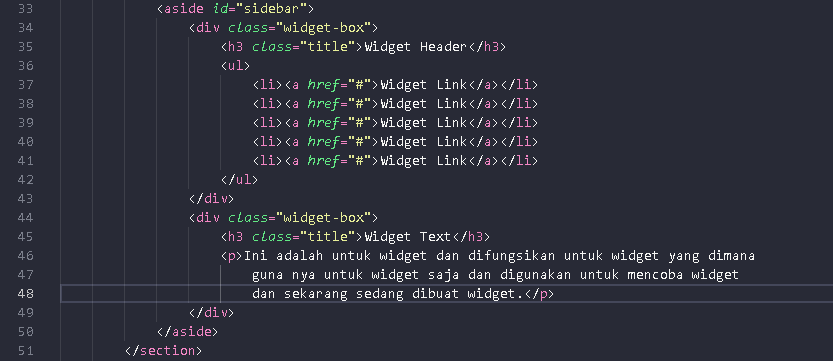 33 <aside id="sidebar">
34 <div class="widget-box">
35 <h3 class="title">Widget Header</h3>
36 <ul>
37 <li><a href="#">Widget Link</a></li>
38 <li><a href="#">Widget Link</a></li>
39 <li><a href="#">Widget Link</a></li>
40 <li><a href="#">Widget Link</a></li>
41 <li><a href="#">Widget Link</a></li>
42 </ul>
43 </div>
44 <div class="widget-box">
45 <h3 class="title">Widget Text</h3>
46 <p>Ini adalah untuk widget dan difungsikan untuk widget yang dimana
47 guna nya untuk widget saja dan digunakan untuk mencoba widget
48 dan sekarang sedang dibuat widget.</p>
49 </div>
50 </aside>
51 </section>